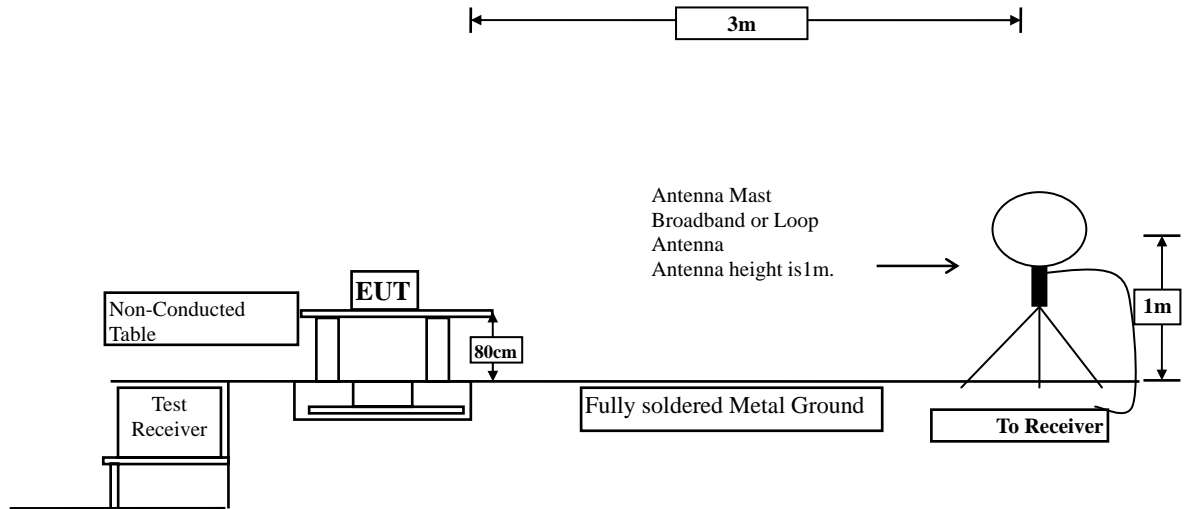 3m
Antenna Mast
Broadband or Loop
Antenna
Antenna height is1m.
EUT
Non-Conducted
Table
1m
80cm
Test
Receiver
Fully soldered Metal Ground
To Receiver